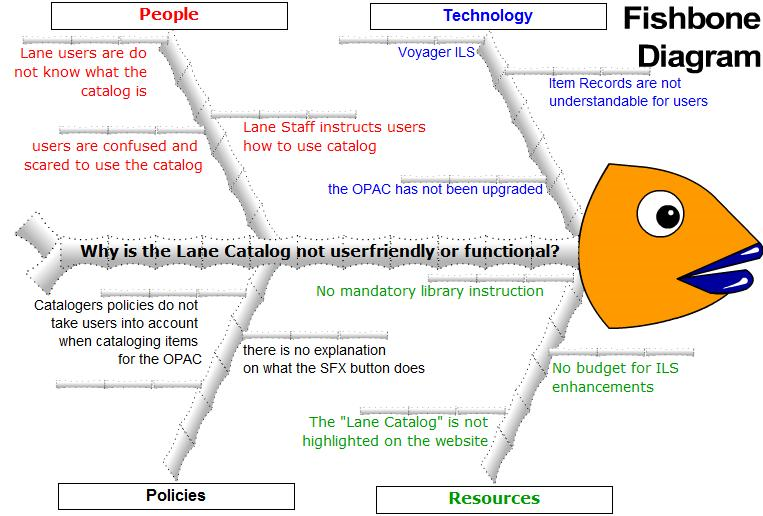 People
Technology
Fishbone
Diagram
Lane users are do
not know what the
catalog is
Voyager ILS
Item Records are not
understandable for users
Lane Staff instructs users
how to use catalog
users are confused and
scared to use the catalog
the OPAC has not been upgraded
Why is the Lane Catalog not userfriendly or functional?
No mandatory library instruction
Catalogers policies do not
take users into account
when cataloging items
for the OPAC
there is no explanation
on what the SFX button does
No budget for ILS
enhancements
The "Lane Catalog" is not
highlighted on the website
Policies
Resources